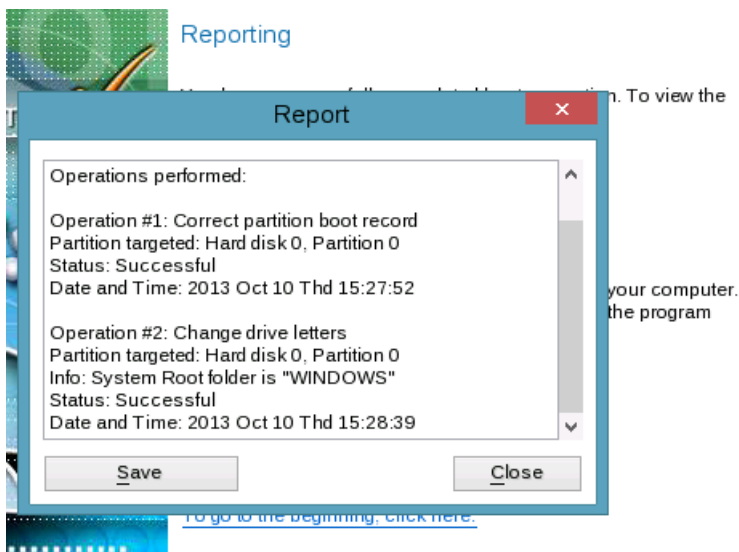 Reporting
n. To view the
Report
Operations performed:
Operation #1: Correct partition boot record
Partition targeted: Hard disk 0, Partition 0
Status: Successful
Date and Time: 2013 Oct 10 Thd 15:27:52
Operation #2: Change drive letters
Partition targeted: Hard disk 0, Partition 0
Info: System Root folder is "WINDOWS"
Status: Successful
Date and Time: 2013 Oct 10 Thd 15:28:39
your computer.
the program
Save
Close
To go to the beginning, click here.